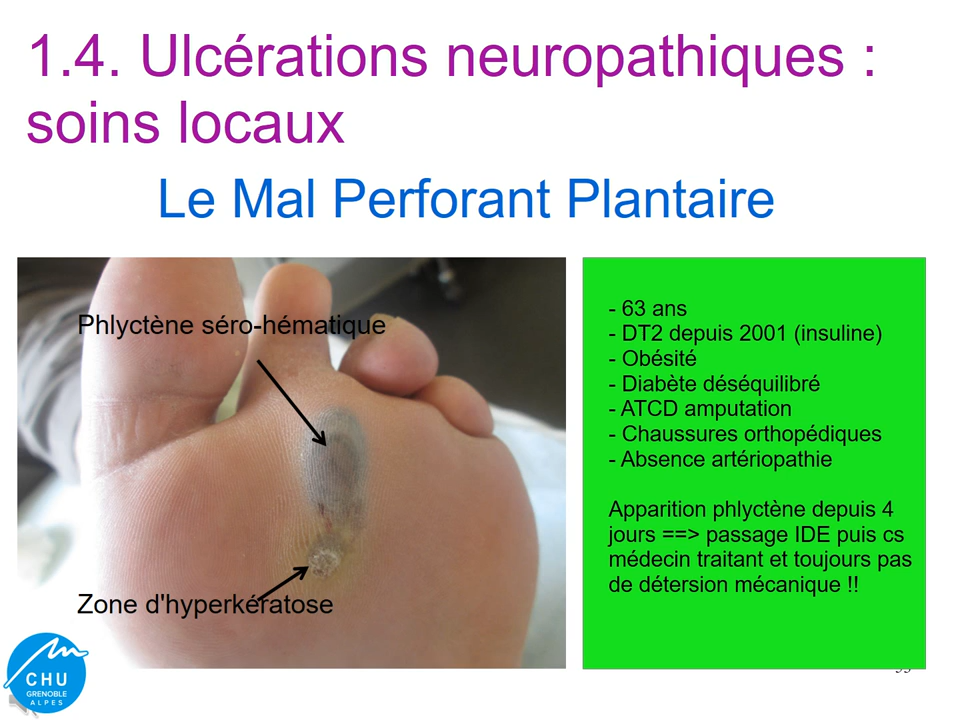 1.4. Ulcérations neuropathiques :
soins locaux
Le Mal Perforant Plantaire
Phlyctène séro-hématique
Zone d'hyperkératose
- 63 ans
- DT2 depuis 2001 (insuline)
- Obésité
- Diabète déséquilibré
- ATCD amputation
- Chaussures orthopédiques
- Absence artériopathie
Apparition phlyctène depuis 4
jours ==> passage IDE puis cs
médecin traitant et toujours pas
de détersion mécanique !!
CHU
GRENOBLE
ALPES